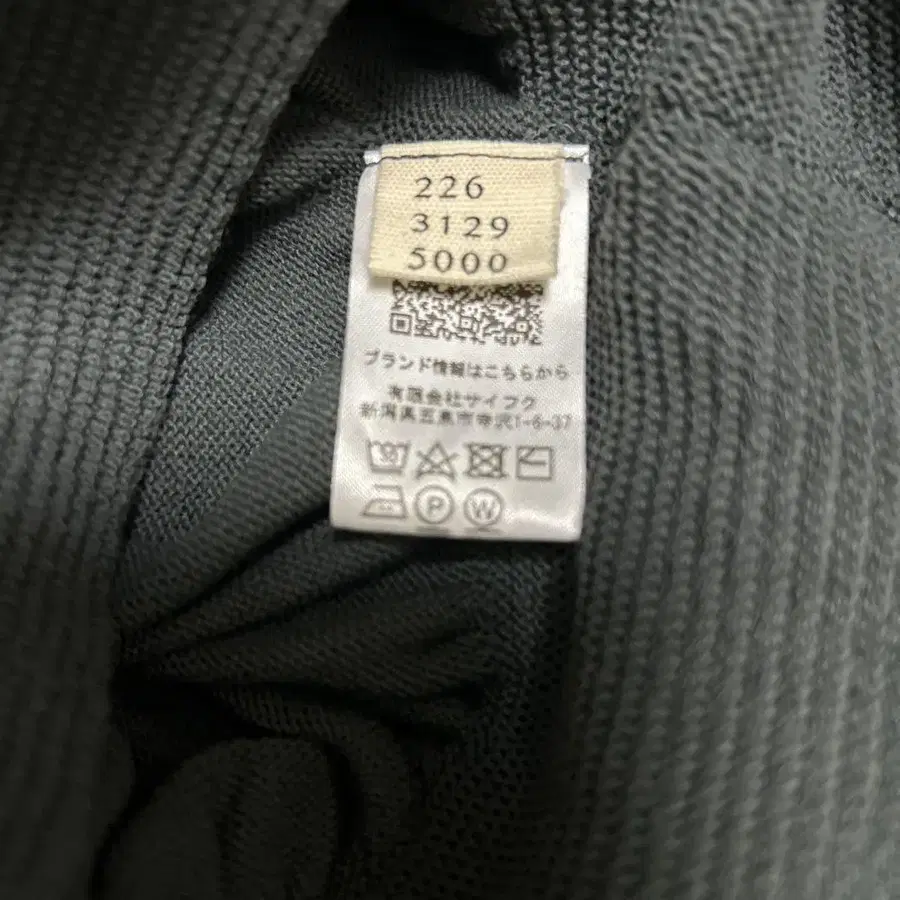 226
3129
5000
ブランド情報はこちらから
有限会社サイフク
新潟県五泉市寺沢1-6-37
P
W